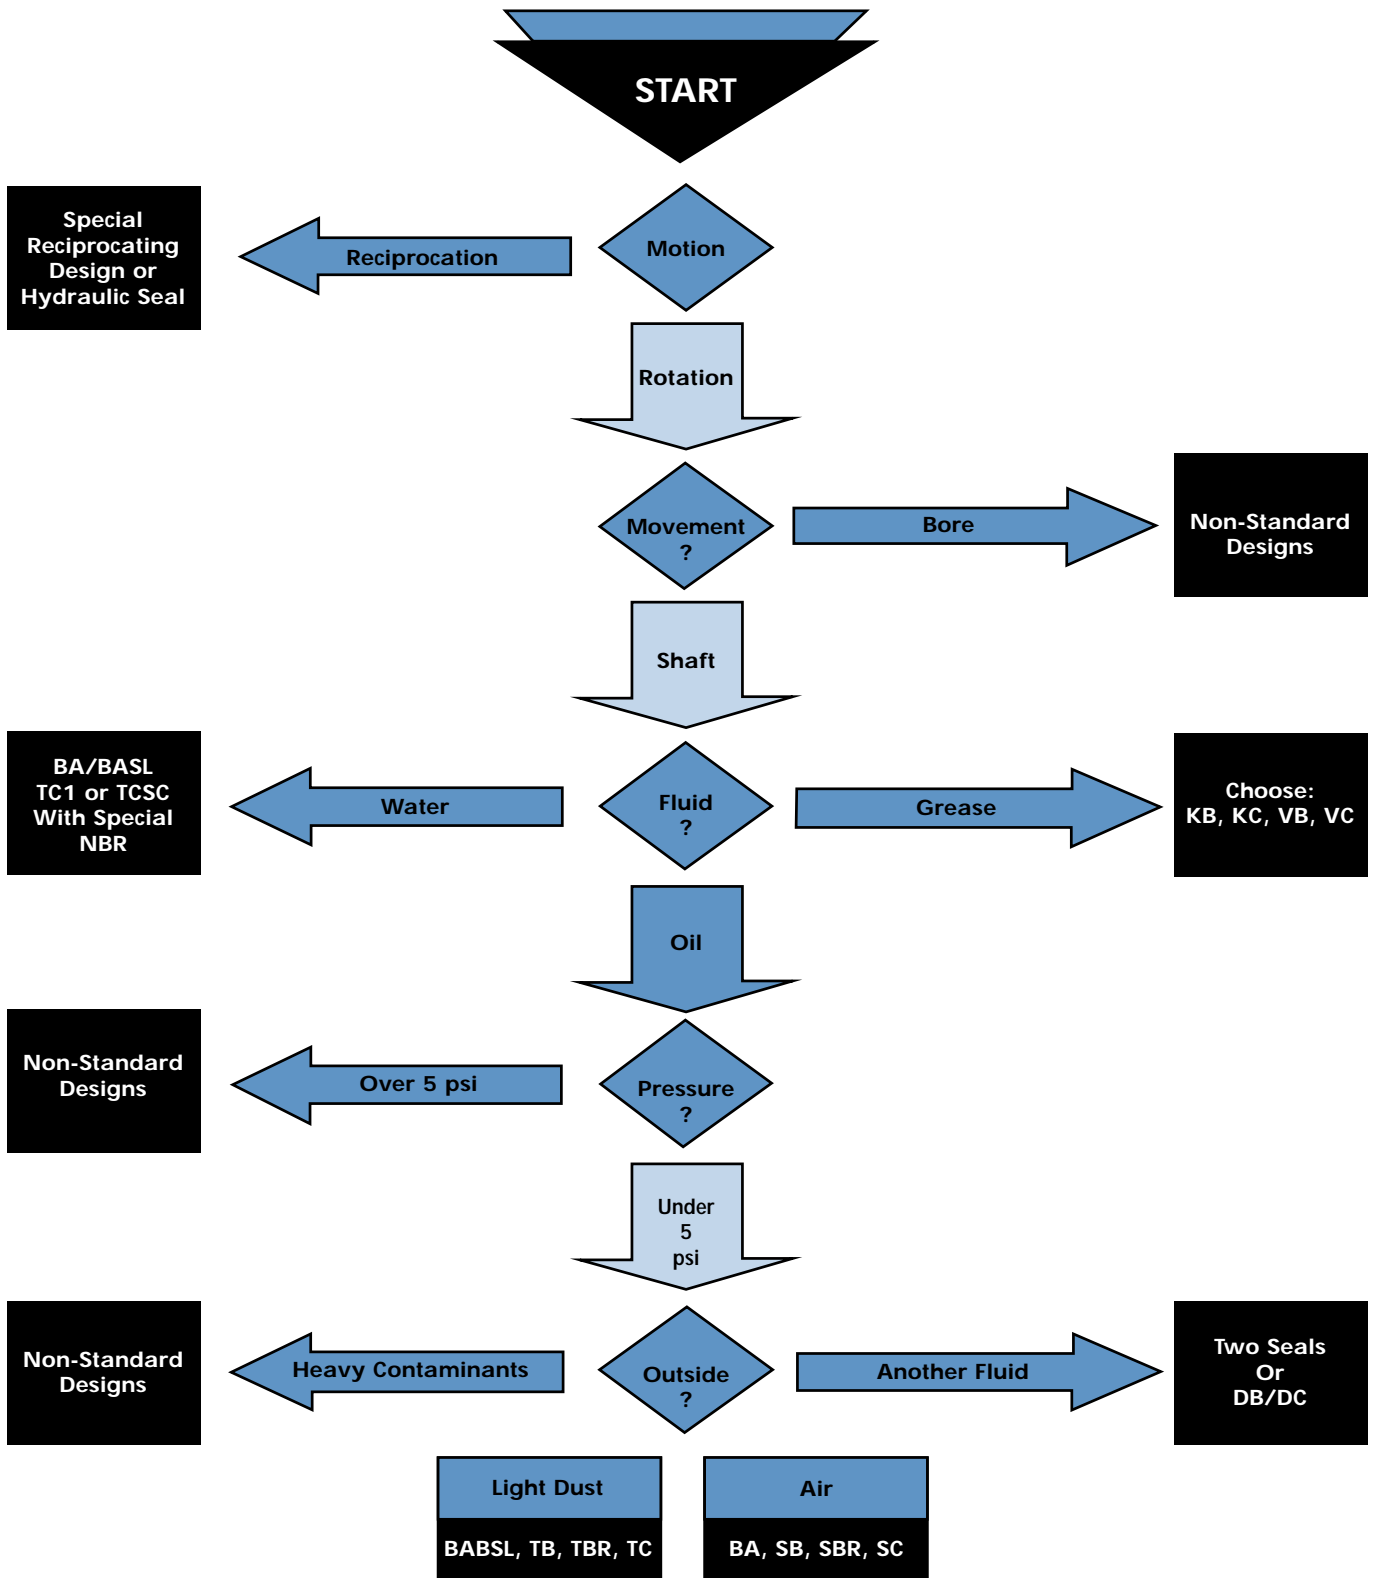 START
Motion
Reciprocation
Special
Reciprocating
Design or
Hydraulic Seal
Rotation
Movement
?
Bore
Non-Standard
Designs
Shaft
Fluid
?
Water
BA/BASL
TC1 or TCSC
With Special
NBR
Grease
Choose:
KB, KC, VB, VC
Oil
Pressure
?
Over 5 psi
Non-Standard
Designs
Under
5
psi
Outside
?
Heavy Contaminants
Non-Standard
Designs
Another Fluid
Two Seals
Or
DB/DC
Light Dust
BABSL, TB, TBR, TC
Air
BA, SB, SBR, SC